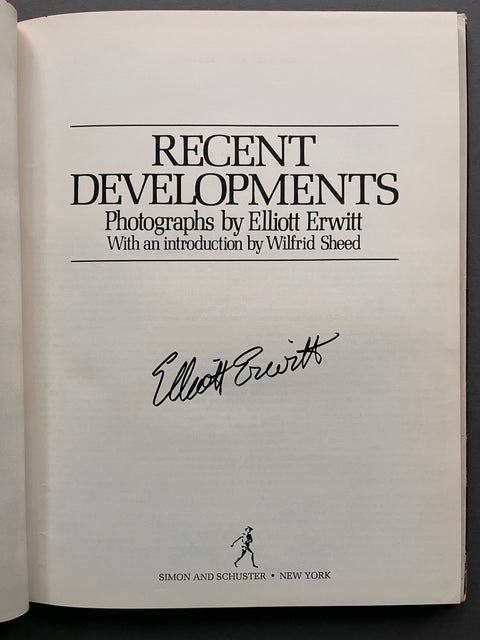 RECENT
DEVELOPMENTS
Photographs by Elliott Erwitt
With an introduction by Wilfrid Sheed
Elliott Erwitt
SIMON AND SCHUSTER • NEW YORK